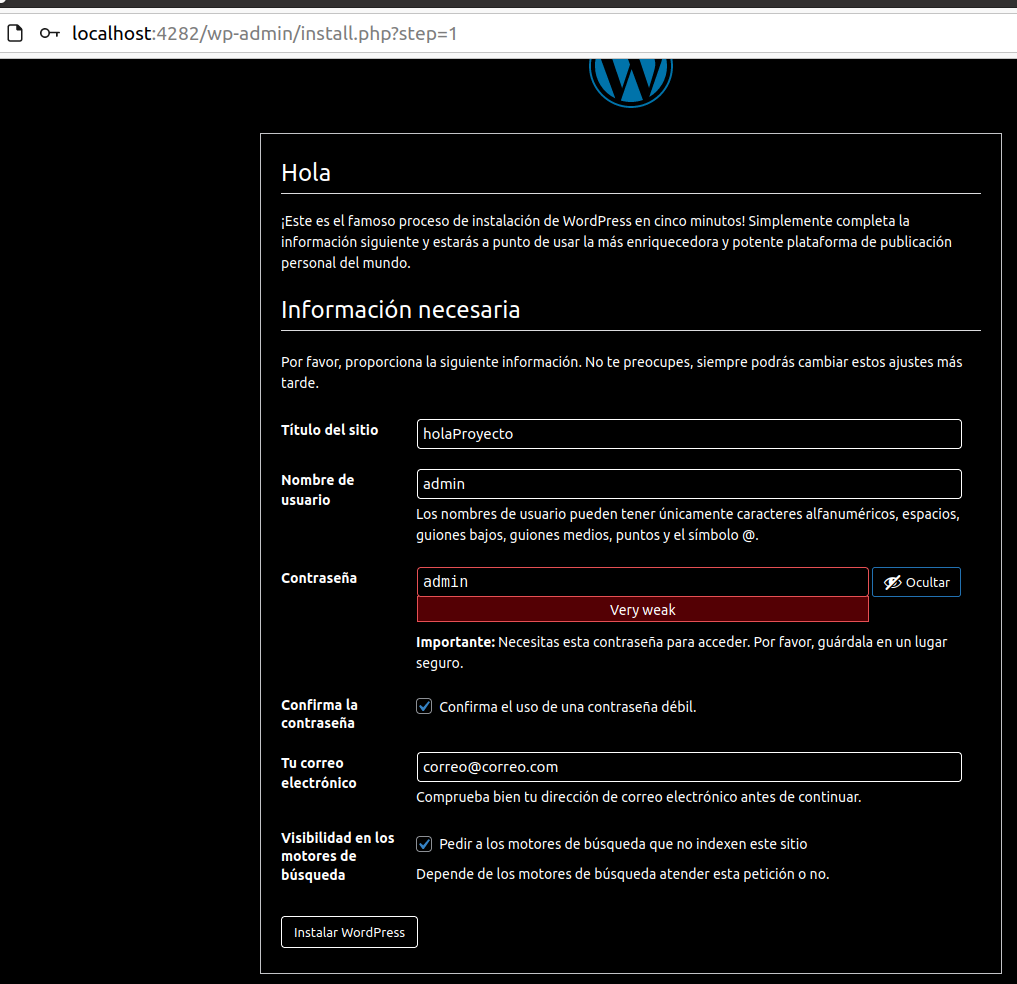 localhost:4282/wp-admin/install.php?step=1
Hola
¡Este es el famoso proceso de instalación de WordPress en cinco minutos! Simplemente completa la
información siguiente y estarás a punto de usar la más enriquecedora y potente plataforma de publicación
personal del mundo.
Información necesaria
Por favor, proporciona la siguiente información. No te preocupes, siempre podrás cambiar estos ajustes más
tarde.
Título del sitio
holaProyecto
Nombre de
usuario
admin
Los nombres de usuario pueden tener únicamente caracteres alfanuméricos, espacios,
guiones bajos, guiones medios, puntos y el símbolo @.
Contraseña
admin
Ocultar
Very weak
Importante: Necesitas esta contraseña para acceder. Por favor, guárdala en un lugar
seguro.
Confirma la
contraseña
Confirma el uso de una contraseña débil.
Tu correo
electrónico
correo@correo.com
Comprueba bien tu dirección de correo electrónico antes de continuar.
Visibilidad en los
motores de
búsqueda
Pedir a los motores de búsqueda que no indexen este sitio
Depende de los motores de búsqueda atender esta petición o no.
Instalar WordPress